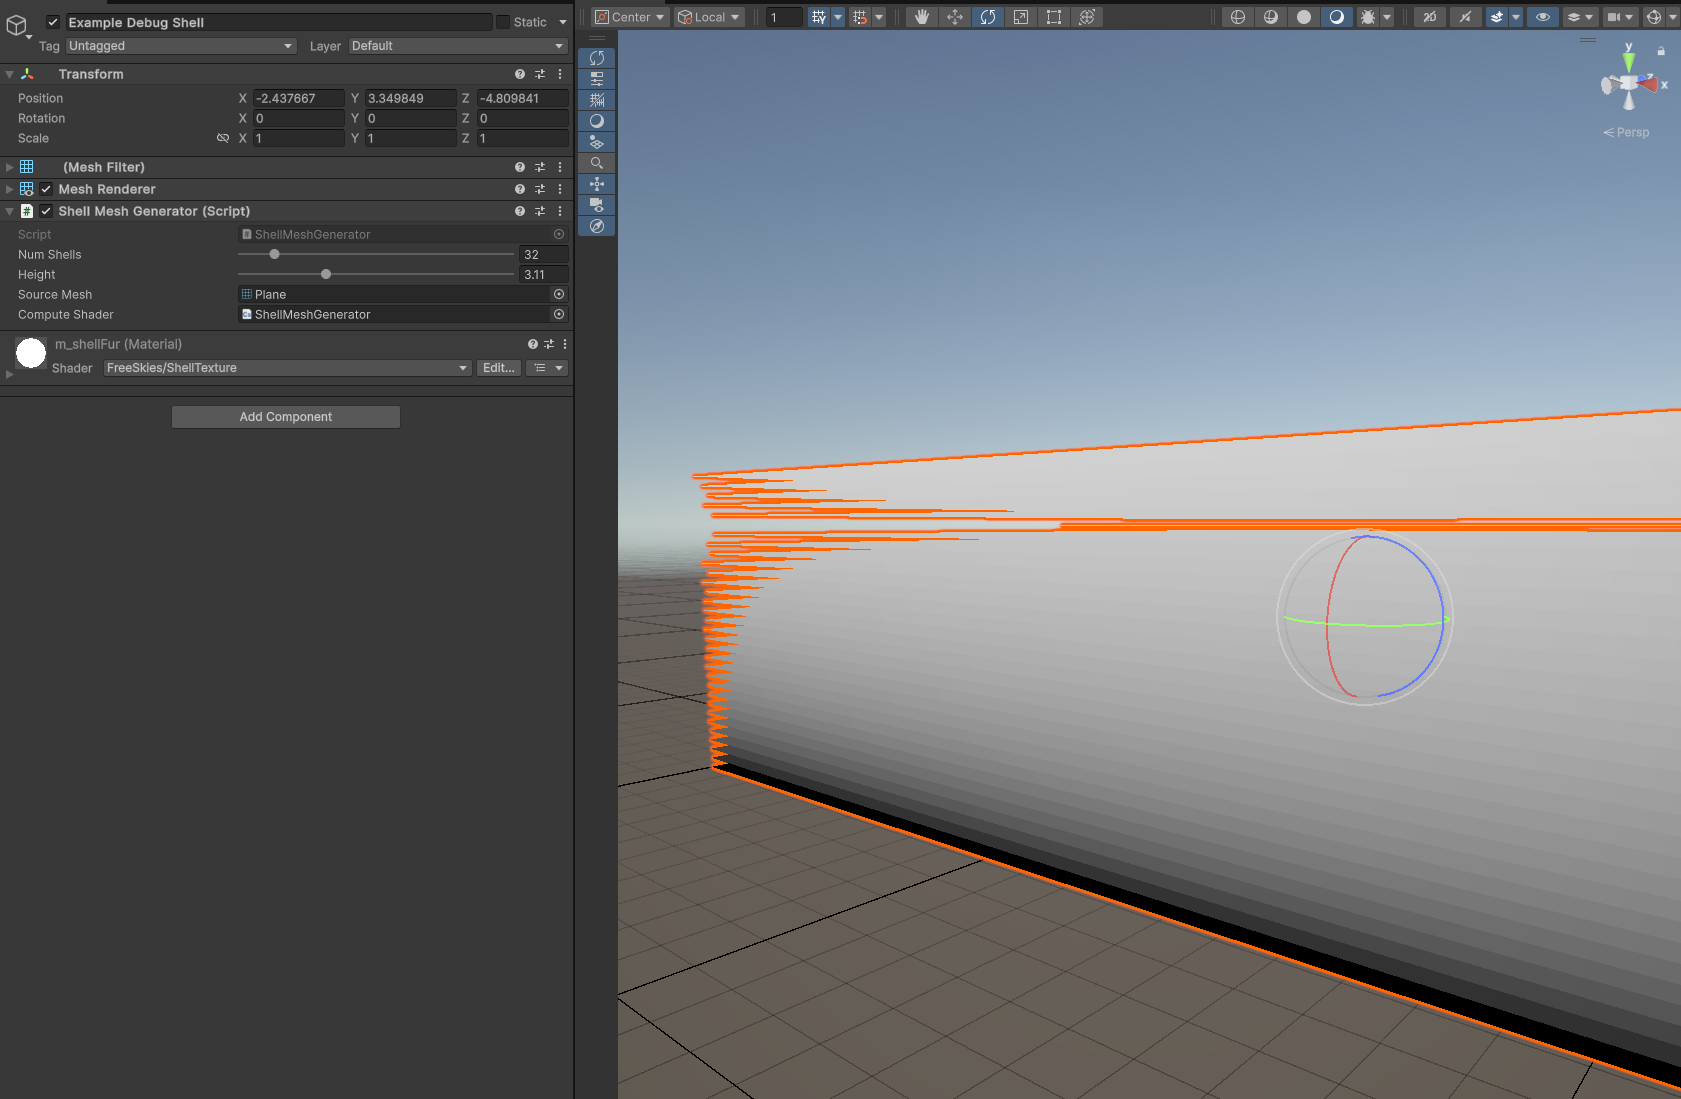 Example Debug Shell Static
Tag Untagged Layer Default
Transform
Position X -2.437667 Y 3.349849 Z -4.809841
Rotation X 0 Y 0 Z 0
Scale X 1 Y 1 Z 1
(Mesh Filter)
Mesh Renderer
# Shell Mesh Generator (Script)
Script ShellMeshGenerator
Num Shells 32
Height 3.11
Source Mesh Plane
Compute Shader ShellMeshGenerator
m_shellFur (Material)
Shader FreeSkies/ShellTexture Edit...
Add Component
Center Local 1 2D
y
z
x
Persp